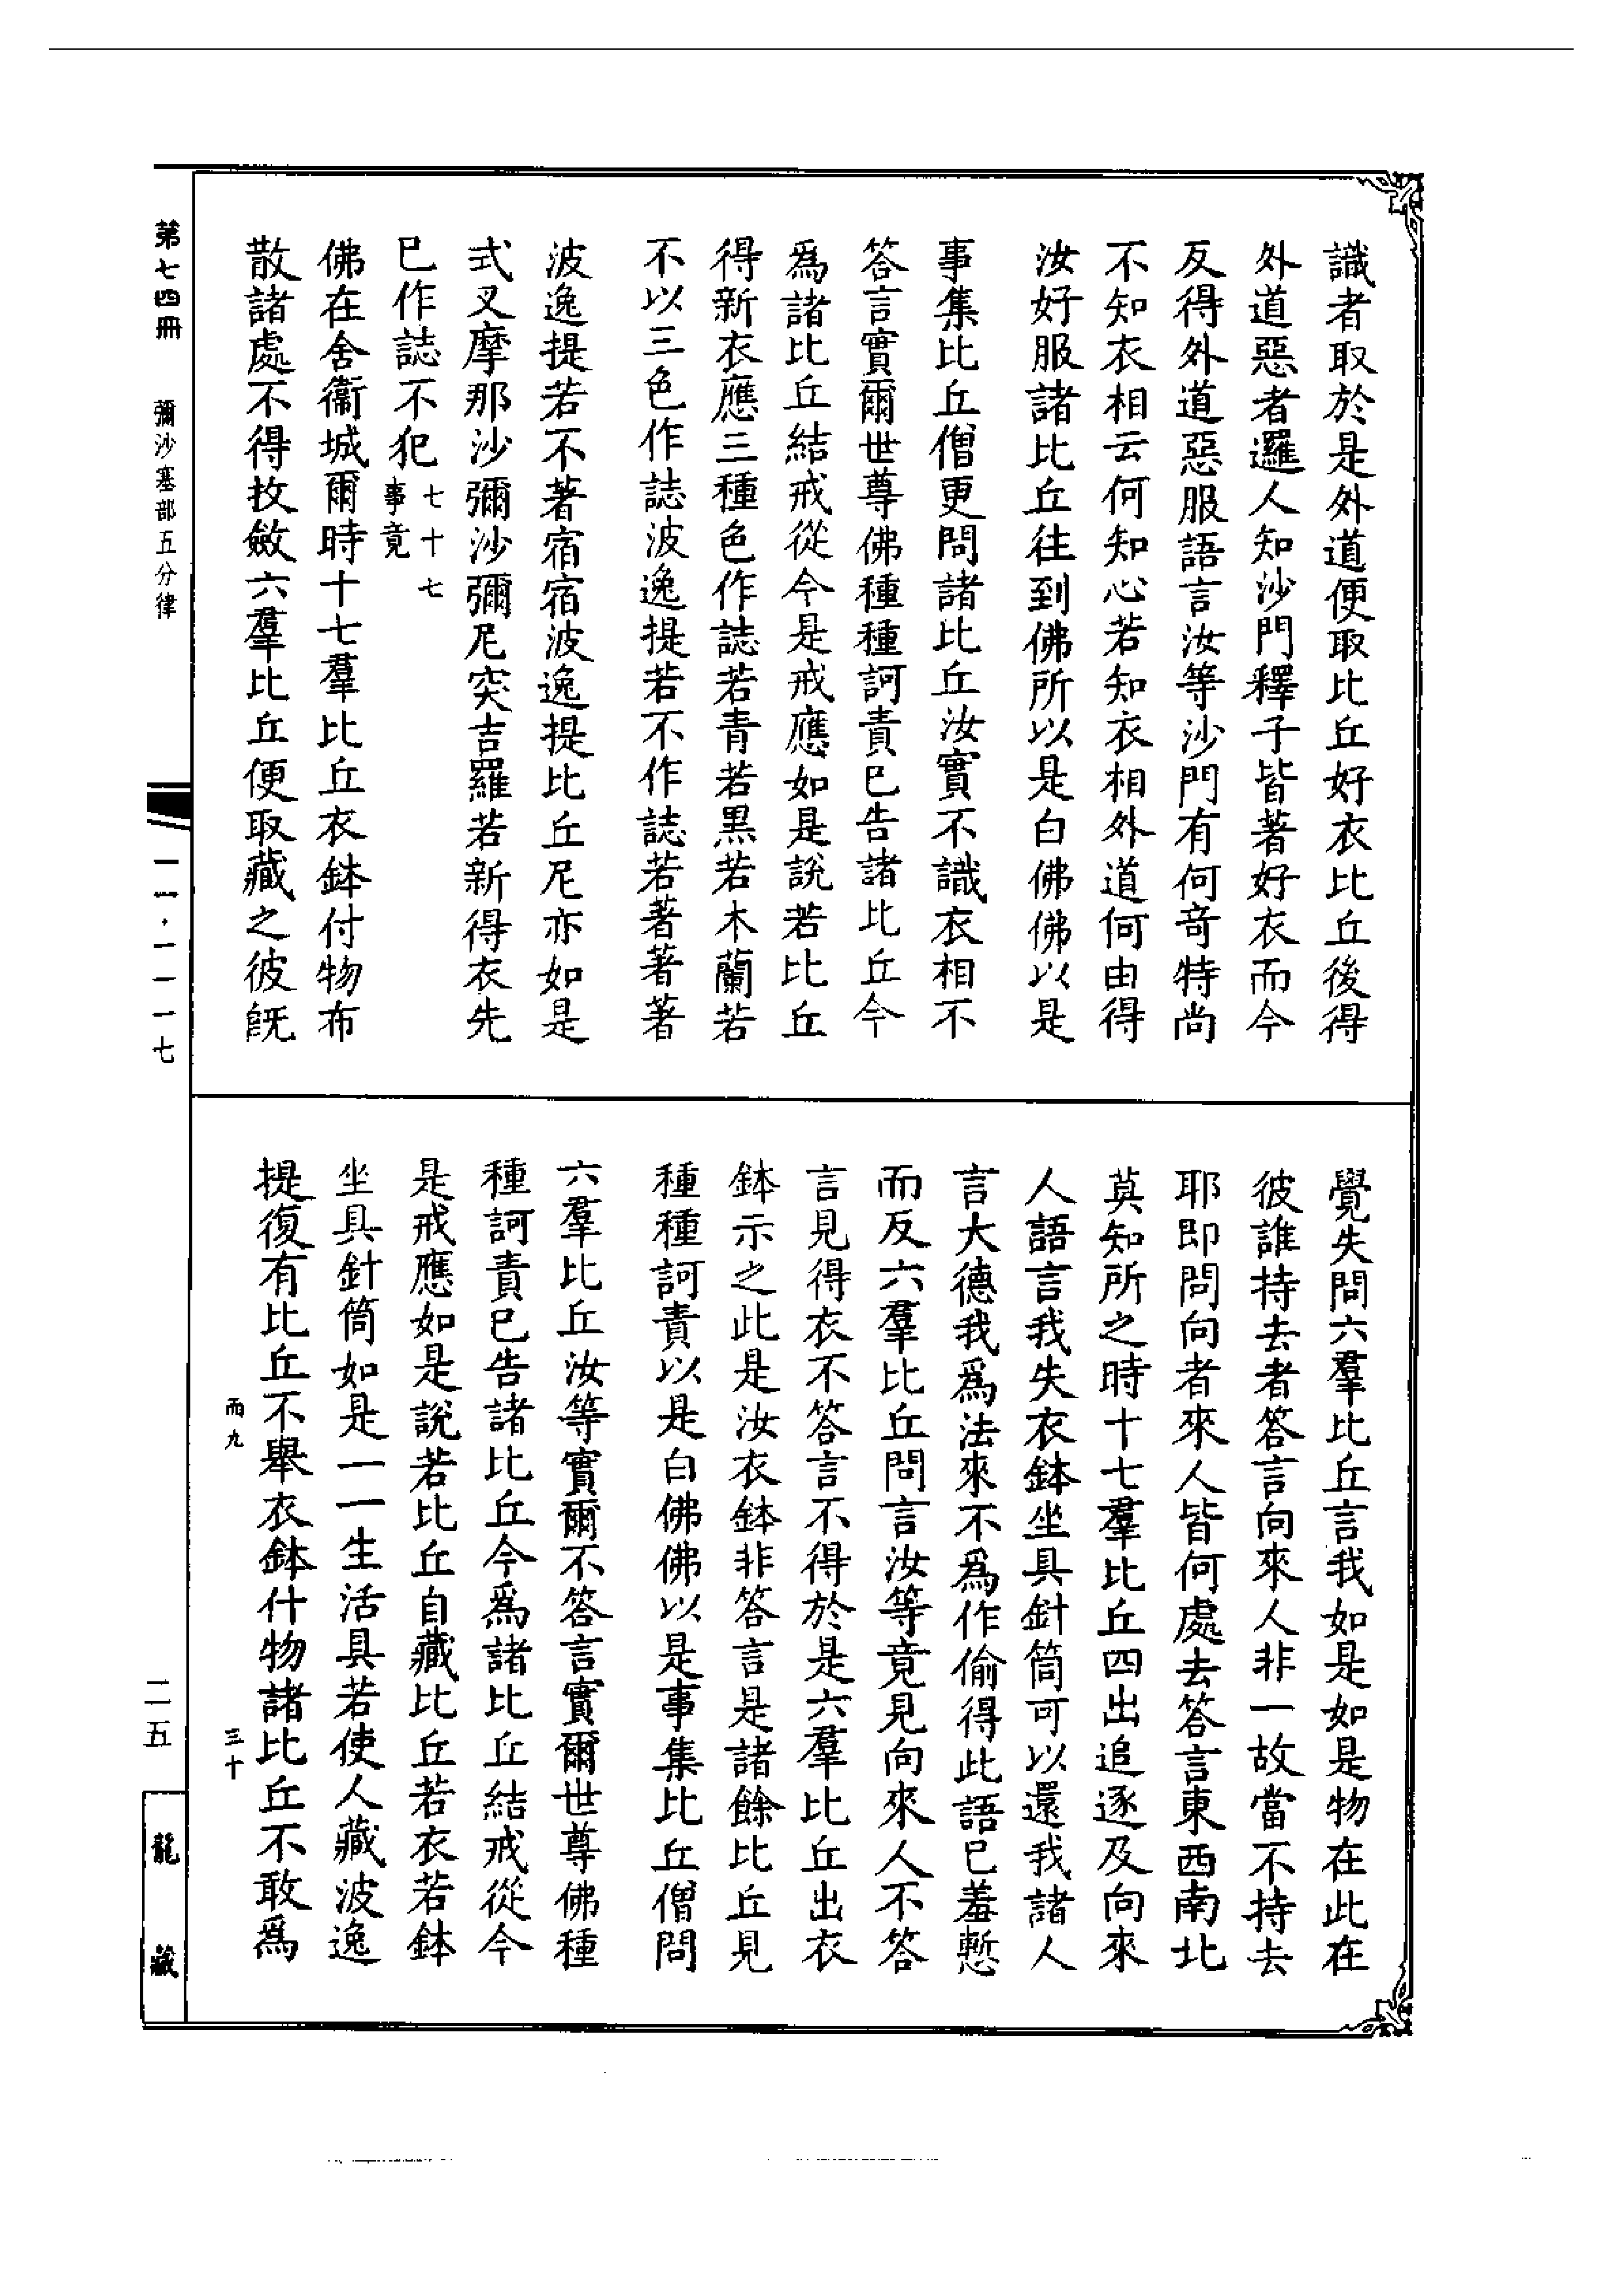 識者取於是外道便取比丘好衣比丘後得
外道惡者邏人知沙門釋子皆著好衣而今
反得外道惡服語言汝等沙門有何奇特尚
不知衣相云何知心若知衣相外道何由得
汝好服諸比丘往到佛所以是白佛佛以是
事集比丘僧更問諸比丘汝實不識衣相不
答言實爾世尊佛種種訶責已告諸比丘今
為諸比丘結戒從今是戒應如是說若比丘
得新衣應三種色作誌若青若黑若木蘭若
不以三色作誌波逸提若不作誌若著著著
波逸提若不著宿宿波逸提比丘尼亦如是
式叉摩那沙彌沙彌尼突吉羅若新得衣先
已作誌不犯七十七事竟
佛在舍衞城爾時十七羣比丘衣鉢付物布
散諸處不得收斂六羣比丘便取藏之彼旣
覺失問六羣比丘言我如是如是物在此在
彼誰持去者答言向來人非一故當不持去
耶即問向者來人皆何處去答言東西南北
莫知所之時十七羣比丘四出追逐及向來
人語言我失衣鉢坐具針筒可以還我諸人
言大德我爲法來不爲作偷得此語已羞慙
而反六羣比丘問言汝等竟見向來人不答
言見得衣不答言不得於是六羣比丘出衣
鉢示之此是汝衣鉢非答言是諸餘比丘見
種種訶責以是白佛佛以是事集比丘僧問
六羣比丘汝等實爾不答言實爾世尊佛種
種訶責已告諸比丘今爲諸比丘結戒從今
是戒應如是說若比丘自藏比丘若衣若鉢
坐具針筒如是一一生活具若使人藏波逸
提復有比丘不舉衣鉢什物諸比丘不敢爲
而九
三十
第七四冊
彌沙塞部五分律
一一·一一一七
二五
龍藏